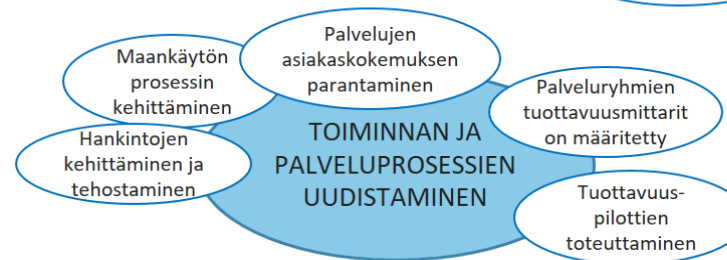 Palvelujen
asiakaskokemuksen
parantaminen
Maankäytön
prosessin
kehittäminen
Hankintojen
kehittäminen ja
tehostaminen
TOIMINNAN JA
PALVELUPROSESSIEN
UUDISTAMINEN
Palveluryhmien
tuottavuusmittarit
on määritetty
Tuottavuus-
pilottien
toteuttaminen